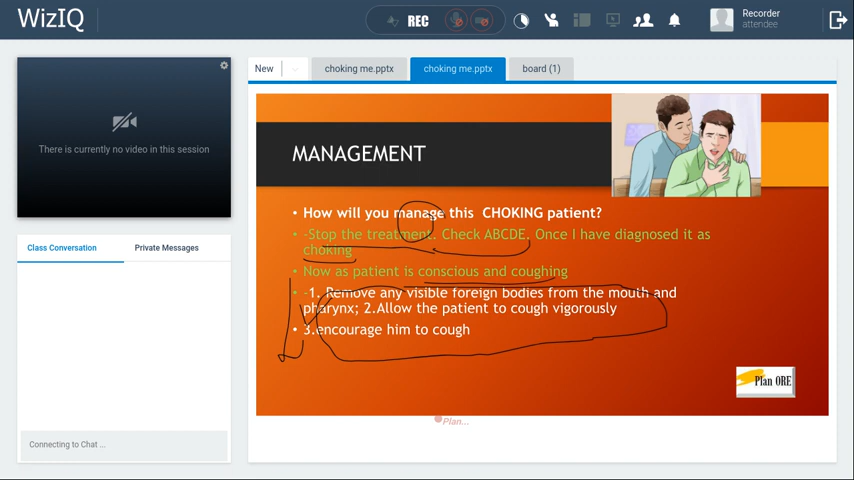 WizIQ
REC
Recorder
attendee
There is currently no video in this session
New
choking me.pptx
choking me.pptx
board (1)
MANAGEMENT
• How will you manage this CHOKING patient?
• -Stop the treatment. Check ABCDE. Once I have diagnosed it as
choking
• Now as patient is conscious and coughing
• -1. Remove any visible foreign bodies from the mouth and
pharynx; 2.Allow the patient to cough vigorously
• 3.encourage him to cough
Plan ORE
Plan...
Class Conversation
Private Messages
Connecting to Chat ...